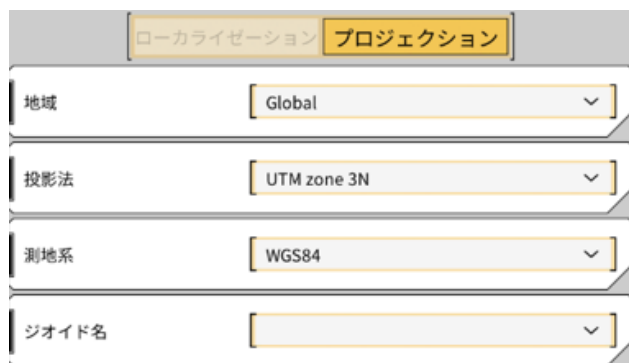 ローカライゼーション プロジェクション
地域 Global
投影法 UTM zone 3N
測地系 WGS84
ジオイド名